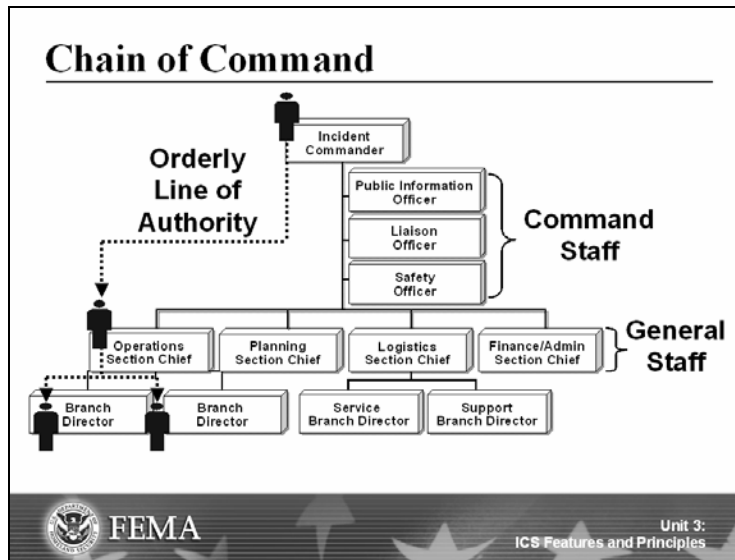 Chain of Command
Incident
Commander
Orderly
Line of
Authority
Public Information
Officer
Liaison
Officer
Safety
Officer
Command
Staff
Operations
Section Chief
Planning
Section Chief
Logistics
Section Chief
Finance/Admin
Section Chief
General
Staff
Branch
Director
Branch
Director
Service
Branch Director
Support
Branch Director
FEMA
Unit 3:
ICS Features and Principles